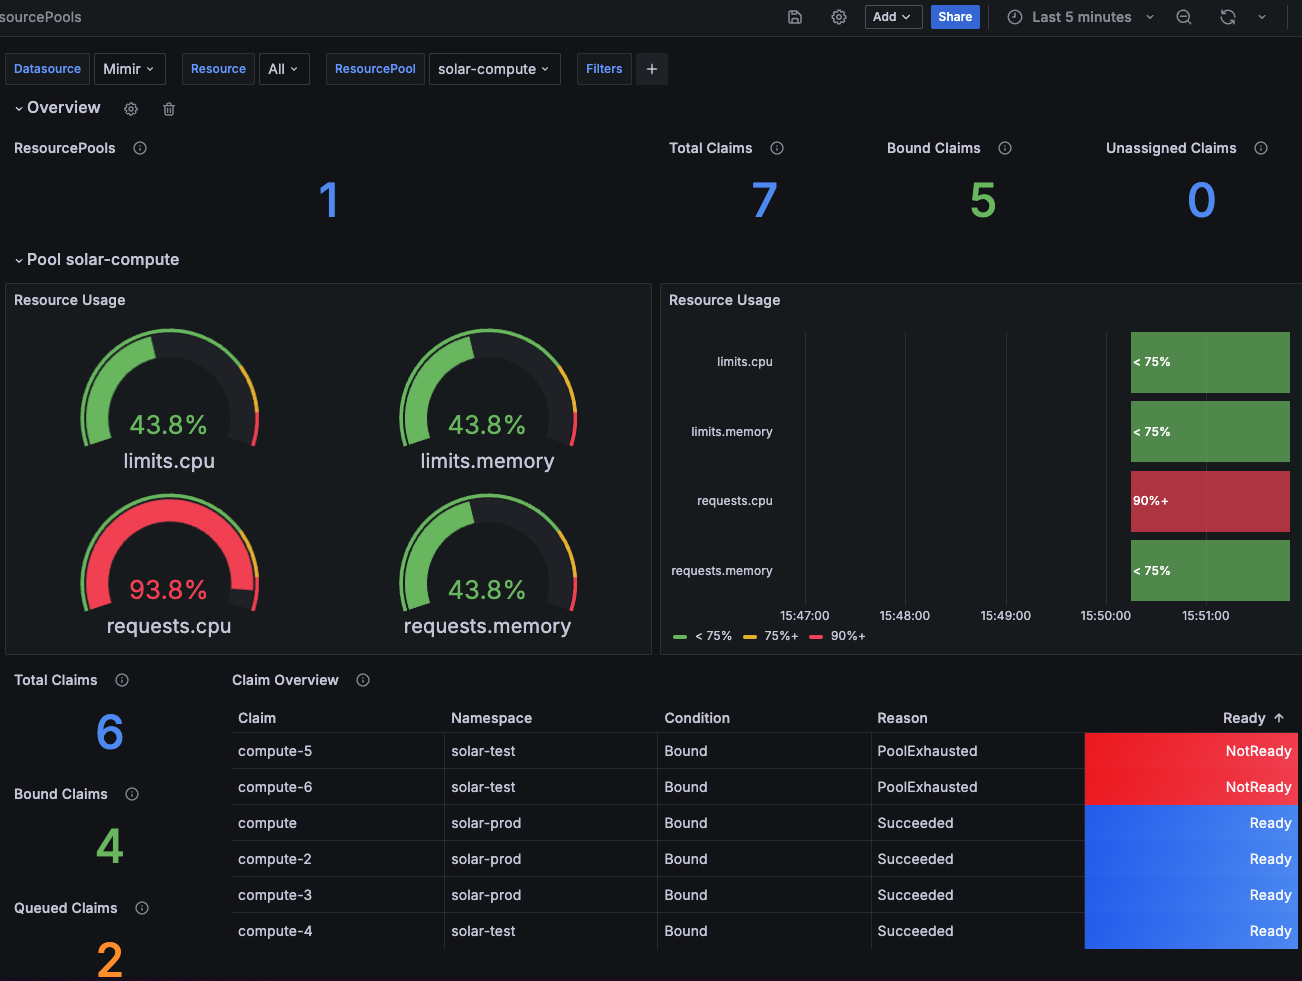 sourcePools
Add
Share
Last 5 minutes
Datasource Mimir Resource All ResourcePool solar-compute Filters +
Overview
ResourcePools
1
Total Claims
7
Bound Claims
5
Unassigned Claims
0
Pool solar-compute
Resource Usage
43.8%
limits.cpu
43.8%
limits.memory
93.8%
requests.cpu
43.8%
requests.memory
Resource Usage
limits.cpu < 75%
limits.memory < 75%
requests.cpu 90%+
requests.memory < 75%
15:47:00 15:48:00 15:49:00 15:50:00 15:51:00
< 75% 75%+ 90%+
Total Claims
6
Bound Claims
4
Queued Claims
2
Claim Overview
Claim Namespace Condition Reason Ready
compute-5 solar-test Bound PoolExhausted NotReady
compute-6 solar-test Bound PoolExhausted NotReady
compute solar-prod Bound Succeeded Ready
compute-2 solar-prod Bound Succeeded Ready
compute-3 solar-prod Bound Succeeded Ready
compute-4 solar-test Bound Succeeded Ready